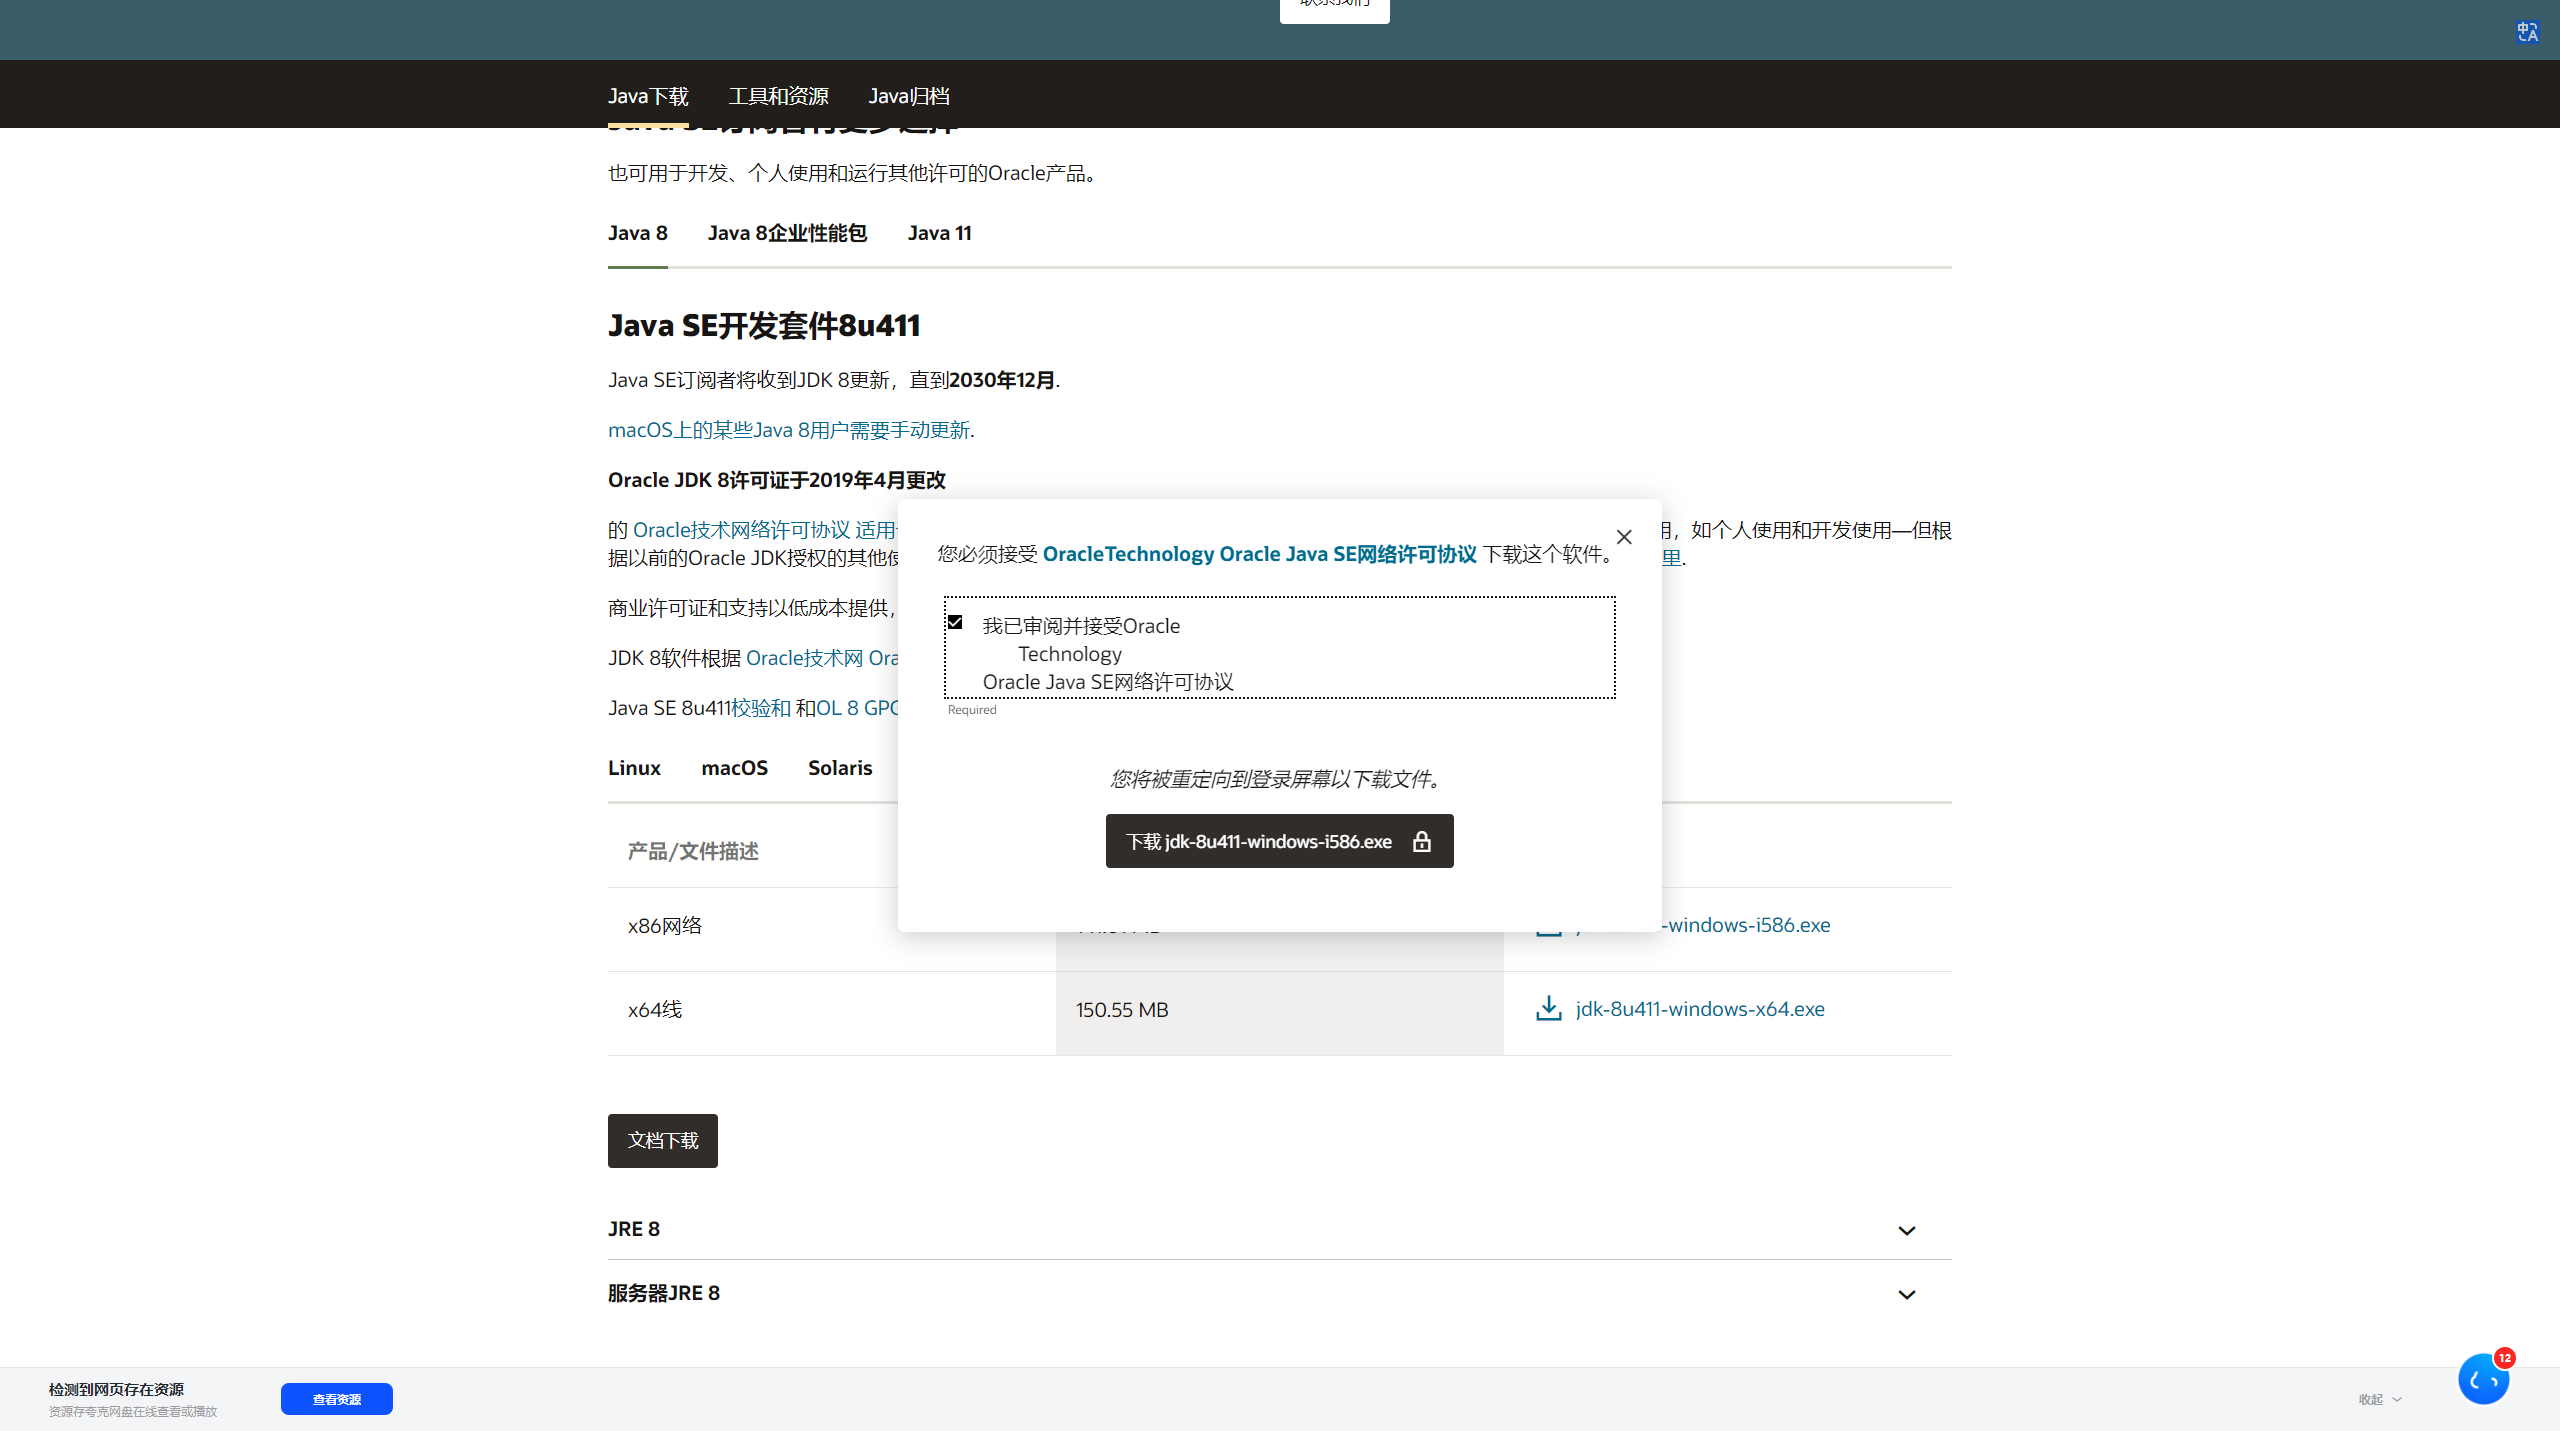 联系我们
Java下载 工具和资源 Java归档
Java SE订阅者有更多选择
也可用于开发、个人使用和运行其他许可的Oracle产品。
Java 8 Java 8企业性能包 Java 11
Java SE开发套件8u411
Java SE订阅者将收到JDK 8更新，直到2030年12月.
macOS上的某些Java 8用户需要手动更新.
Oracle JDK 8许可证于2019年4月更改
的 Oracle技术网络许可协议 适用于 ，如个人使用和开发使用—但根
据以前的Oracle JDK授权的其他使 里.
商业许可证和支持以低成本提供，
JDK 8软件根据 Oracle技术网 Ora
Java SE 8u411校验和 和OL 8 GPG
Linux macOS Solaris
产品/文件描述
x86网络 -windows-i586.exe
x64线 150.55 MB jdk-8u411-windows-x64.exe
文档下载
JRE 8
服务器JRE 8
您必须接受 OracleTechnology Oracle Java SE网络许可协议 下载这个软件。
我已审阅并接受Oracle
Technology
Oracle Java SE网络许可协议
Required
您将被重定向到登录屏幕以下载文件。
下载 jdk-8u411-windows-i586.exe
检测到网页存在资源
资源存夸克网盘在线查看或播放
查看资源
收起
12